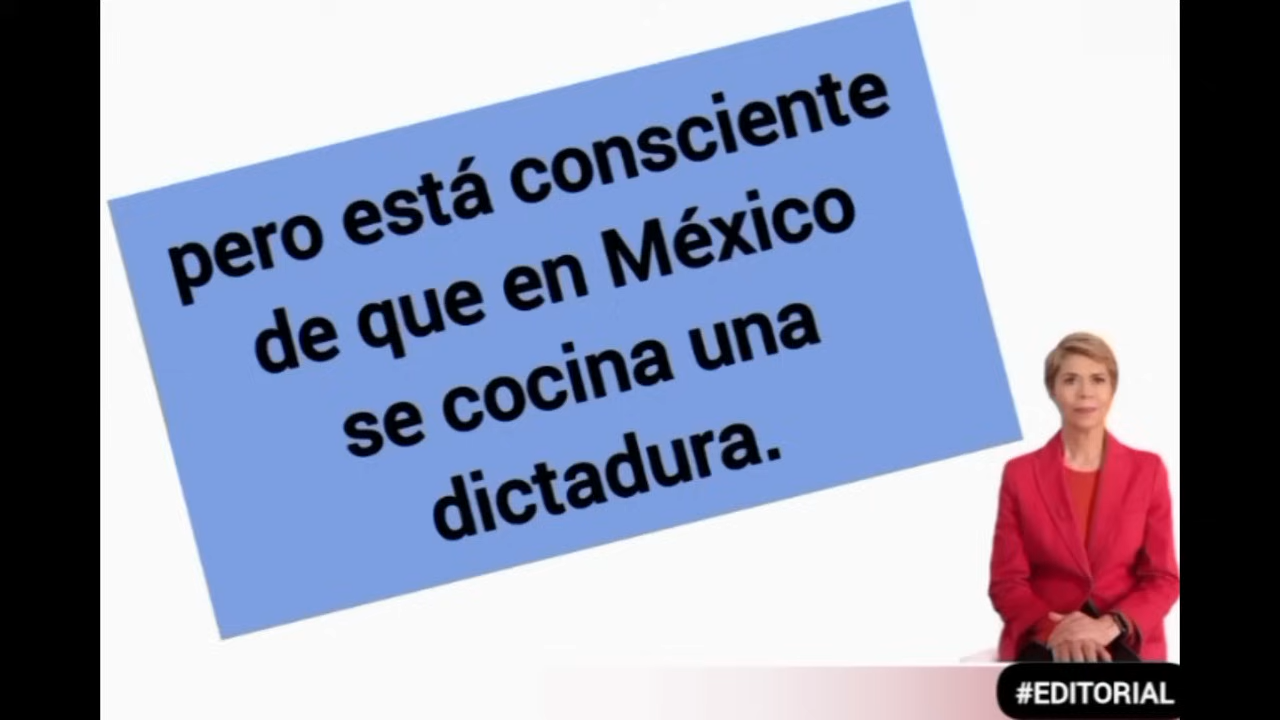 pero está consciente
de que en México
se cocina una
dictadura.
#EDITORIAL